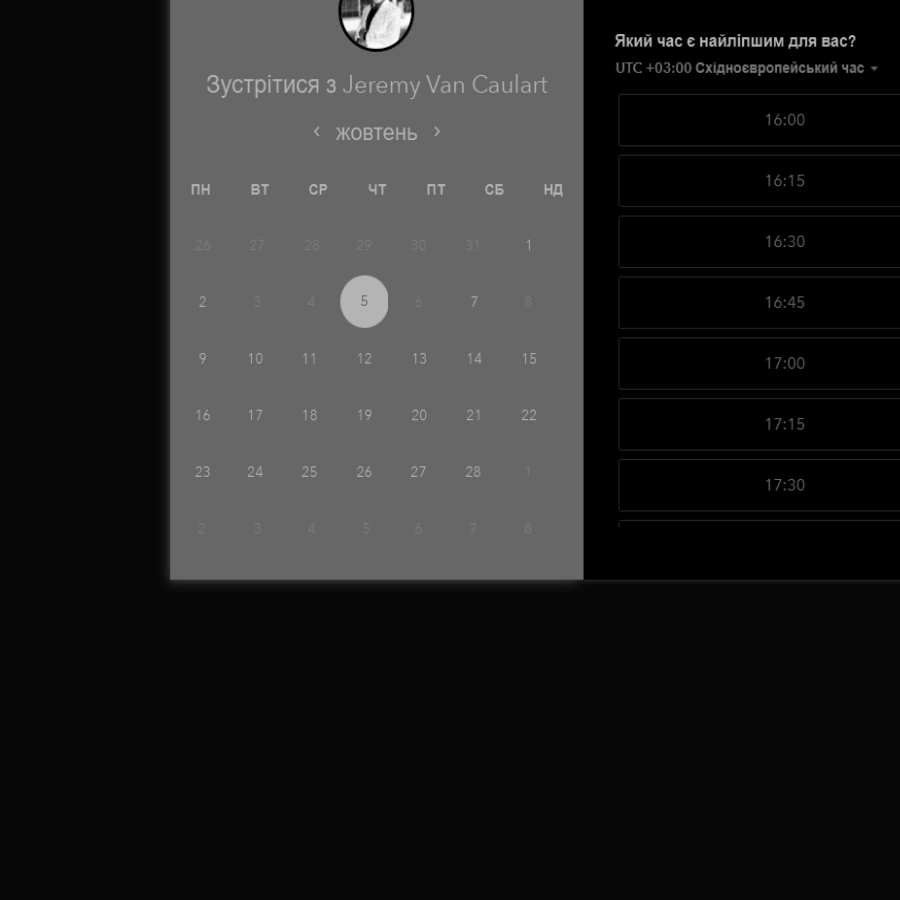 Зустрітися з Jeremy Van Caulart
жовтень
ПН ВТ СР ЧТ ПТ СБ НД
26 27 28 29 30 31 1
2 3 4 5 6 7 8
9 10 11 12 13 14 15
16 17 18 19 20 21 22
23 24 25 26 27 28 1
2 3 4 5 6 7 8
Який час є найліпшим для вас?
UTC +03:00 Східноєвропейський час
16:00
16:15
16:30
16:45
17:00
17:15
17:30